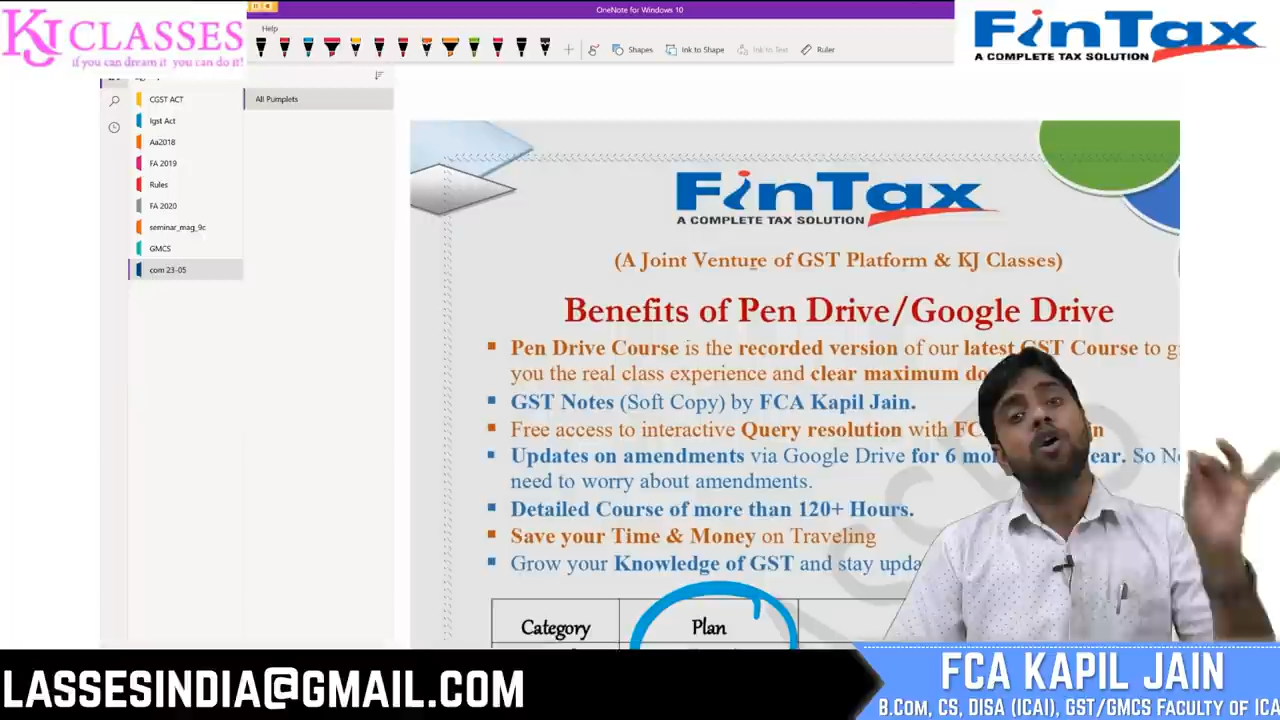 KJ CLASSES
if you can dream it you can do it!
OneNote for Windows 10
FinTax
A COMPLETE TAX SOLUTION
Help
Shapes
Ink to Shape
Ink to Text
Ruler
CGST ACT
Igst Act
Aa2018
FA 2019
Rules
FA 2020
seminar_mag_9c
GMCS
com 23-05
All Pumplets
FinTax
A COMPLETE TAX SOLUTION
(A Joint Venture of GST Platform & KJ Classes)
Benefits of Pen Drive/Google Drive
Pen Drive Course is the recorded version of our latest GST Course to
you the real class experience and clear maximum
GST Notes (Soft Copy) by FCA Kapil Jain.
Free access to interactive Query resolution with
Updates on amendments via Google Drive for 6 So
need to worry about amendments.
Detailed Course of more than 120+ Hours.
Save your Time & Money on Traveling
Grow your Knowledge of GST and stay
Category
Plan
LASSESINDIA@GMAIL.COM
FCA KAPIL JAIN
B.Com, CS, DISA (ICAI), GST/GMCS Faculty of ICA